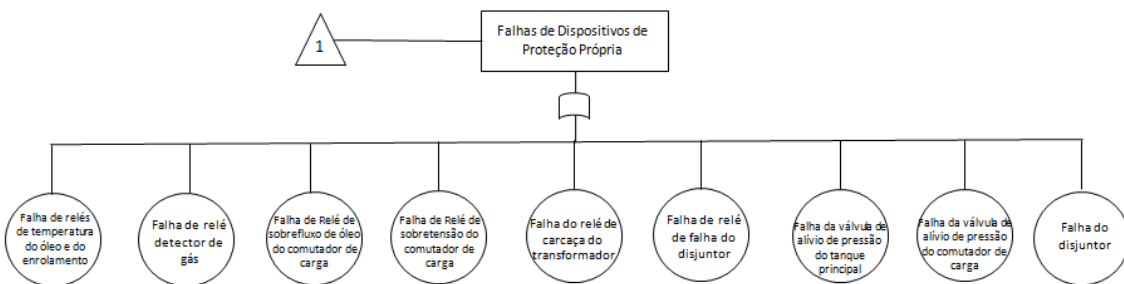 1
Falhas de Dispositivos de
Proteção Própria
Falha de relés
de temperatura
do óleo e do
enrolamento
Falha de relé
detector de
gás
Falha de Relé de
sobrefluxo de óleo
do comutador de
carga
Falha de Relé de
sobretensão do
comutador de
carga
Falha do relé de
carcaça do
transformador
Falha de relé
de falha do
disjuntor
Falha da válvula de
alívio de pressão
do tanque
principal
Falha da válvula de
alívio de pressão
do comutador de
carga
Falha do
disjuntor